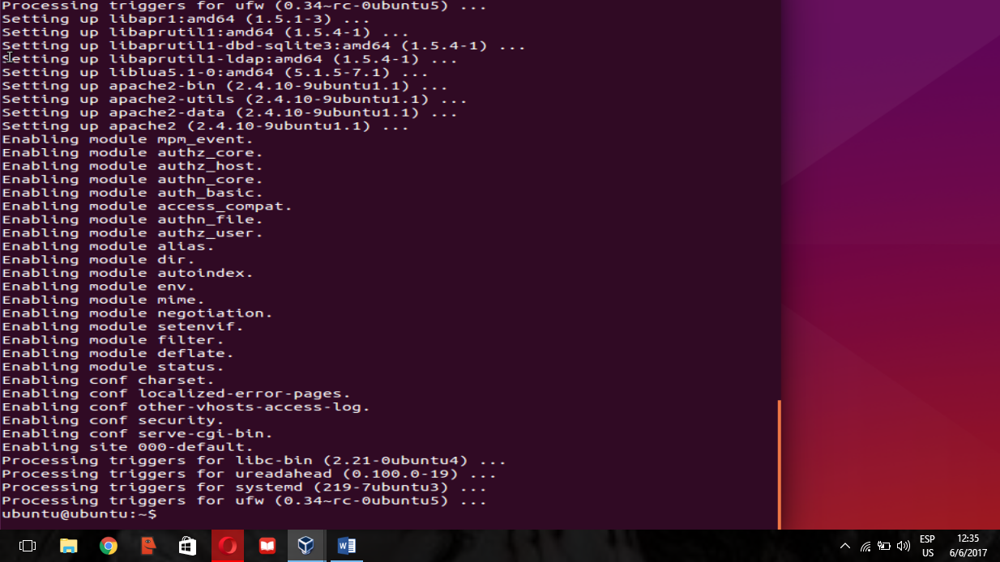 Processing triggers for ufw (0.34~rc-0ubuntu5) ...
Setting up libapr1:amd64 (1.5.1-3) ...
Setting up libaprutil1:amd64 (1.5.4-1) ...
Setting up libaprutil1-dbd-sqlite3:amd64 (1.5.4-1) ...
Setting up libaprutil1-ldap:amd64 (1.5.4-1) ...
Setting up liblua5.1-0:amd64 (5.1.5-7.1) ...
Setting up apache2-bin (2.4.10-9ubuntu1.1) ...
Setting up apache2-utils (2.4.10-9ubuntu1.1) ...
Setting up apache2-data (2.4.10-9ubuntu1.1) ...
Setting up apache2 (2.4.10-9ubuntu1.1) ...
Enabling module mpm_event.
Enabling module authz_core.
Enabling module authz_host.
Enabling module authn_core.
Enabling module auth_basic.
Enabling module access_compat.
Enabling module authn_file.
Enabling module authz_user.
Enabling module alias.
Enabling module dir.
Enabling module autoindex.
Enabling module env.
Enabling module mime.
Enabling module negotiation.
Enabling module setenvif.
Enabling module filter.
Enabling module deflate.
Enabling module status.
Enabling conf charset.
Enabling conf localized-error-pages.
Enabling conf other-vhosts-access-log.
Enabling conf security.
Enabling conf serve-cgi-bin.
Enabling site 000-default.
Processing triggers for libc-bin (2.21-0ubuntu4) ...
Processing triggers for ureadahead (0.100.0-19) ...
Processing triggers for systemd (219-7ubuntu3) ...
Processing triggers for ufw (0.34~rc-0ubuntu5) ...
ubuntu@ubuntu:~$
ESP 12:35
US 6/6/2017